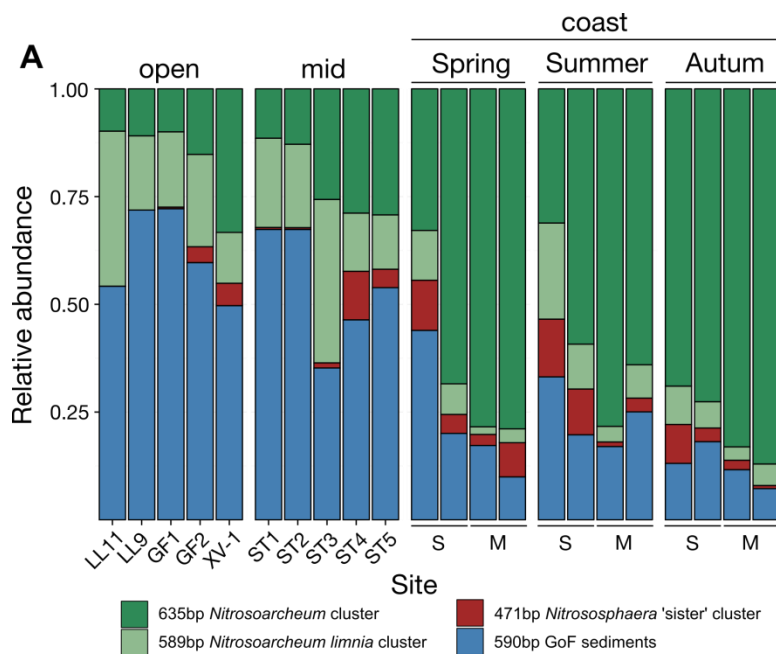 coast
A
open
mid
Spring
Summer
Autum
1.00
0.75
0.50
0.25
Relative abundance
LL11
LL9
GF1
GF2
XV-1
ST1
ST2
ST3
ST4
ST5
S
M
S
M
S
M
Site
635bp Nitrosoarcheum cluster
471bp Nitrososphaera 'sister' cluster
589bp Nitrosoarcheum limnia cluster
590bp GoF sediments